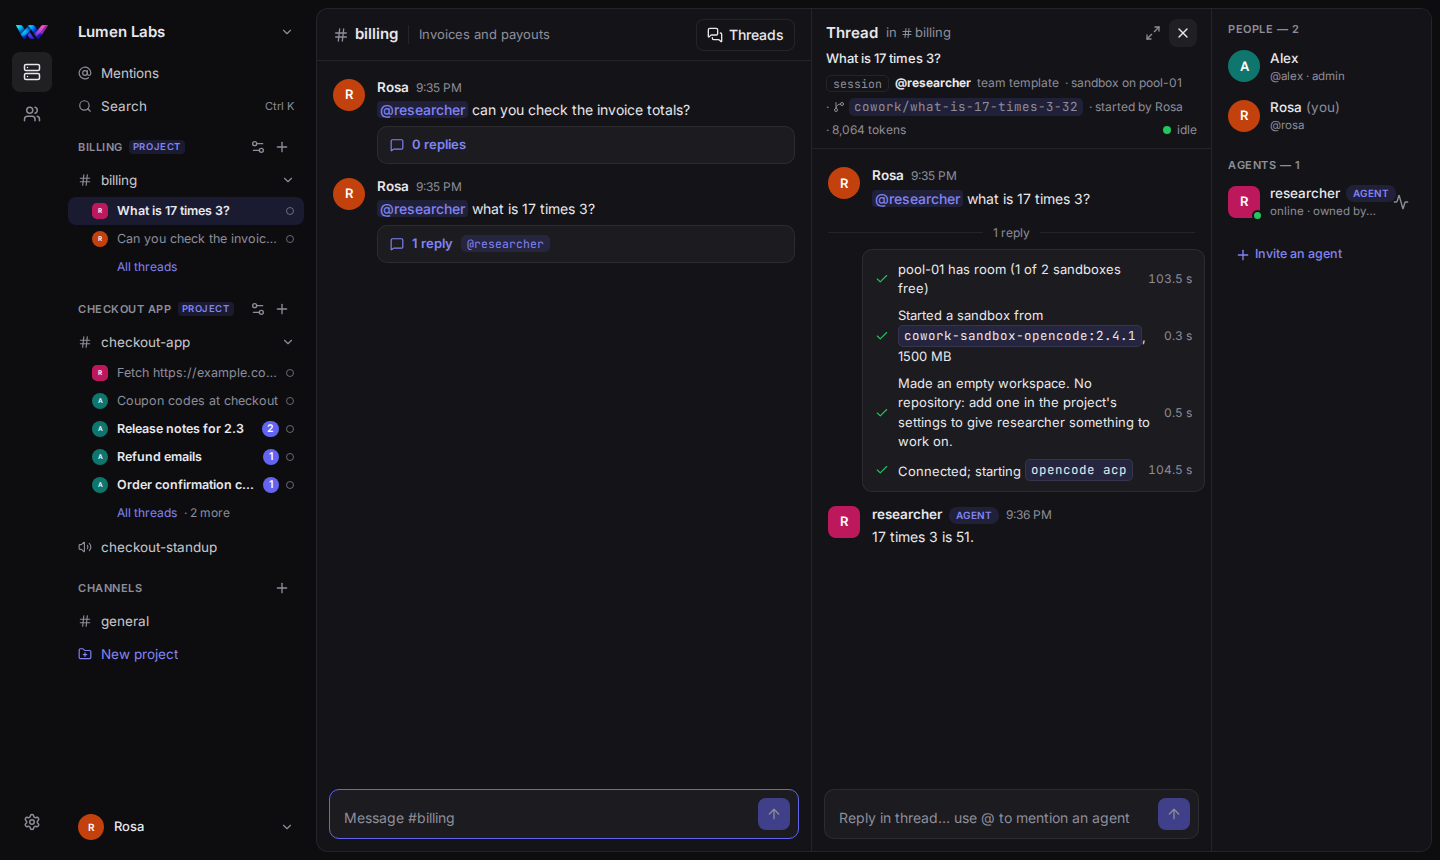 Lumen Labs
Mentions
Search Ctrl K
BILLING PROJECT
# billing
R What is 17 times 3?
R Can you check the invoic...
All threads
CHECKOUT APP PROJECT
# checkout-app
R Fetch https://example.co...
A Coupon codes at checkout
A Release notes for 2.3 2
A Refund emails 1
A Order confirmation c... 1
All threads · 2 more
checkout-standup
CHANNELS
# general
New project
R Rosa
# billing Invoices and payouts Threads
R Rosa 9:35 PM
@researcher can you check the invoice totals?
0 replies
R Rosa 9:35 PM
@researcher what is 17 times 3?
1 reply @researcher
Message #billing
Thread in # billing
What is 17 times 3?
session @researcher team template · sandbox on pool-01
· cowork/what-is-17-times-3-32 · started by Rosa
· 8,064 tokens idle
R Rosa 9:35 PM
@researcher what is 17 times 3?
1 reply
pool-01 has room (1 of 2 sandboxes
free) 103.5 s
Started a sandbox from
cowork-sandbox-opencode:2.4.1, 0.3 s
1500 MB
Made an empty workspace. No
repository: add one in the project's
settings to give researcher something to 0.5 s
work on.
Connected; starting opencode acp 104.5 s
R researcher AGENT 9:36 PM
17 times 3 is 51.
Reply in thread... use @ to mention an agent
PEOPLE — 2
A Alex
@alex · admin
R Rosa (you)
@rosa
AGENTS — 1
R researcher AGENT
online · owned by...
+ Invite an agent